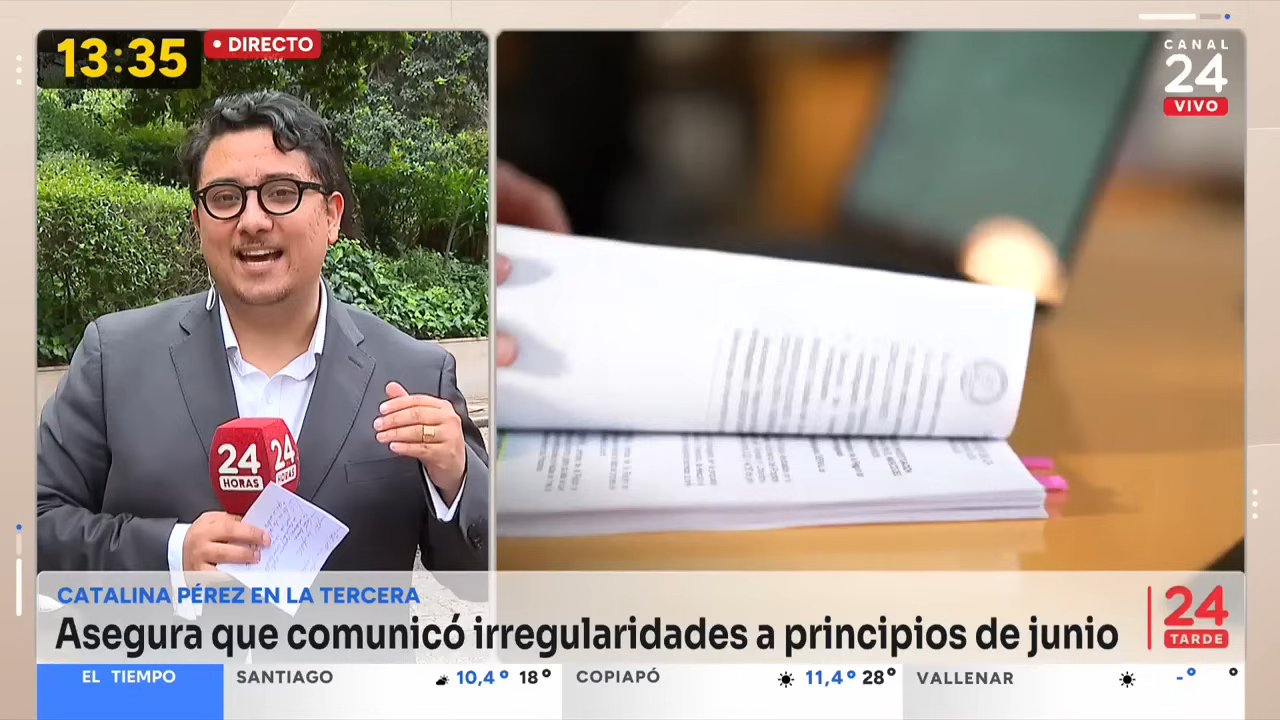 13:35
• DIRECTO
CANAL
24
VIVO
24
HORAS
24
HORAS
CATALINA PÉREZ EN LA TERCERA
Asegura que comunicó irregularidades a principios de junio
24
TARDE
EL TIEMPO
SANTIAGO 10,4° 18°
COPIAPÓ 11,4° 28°
VALLENAR -° °